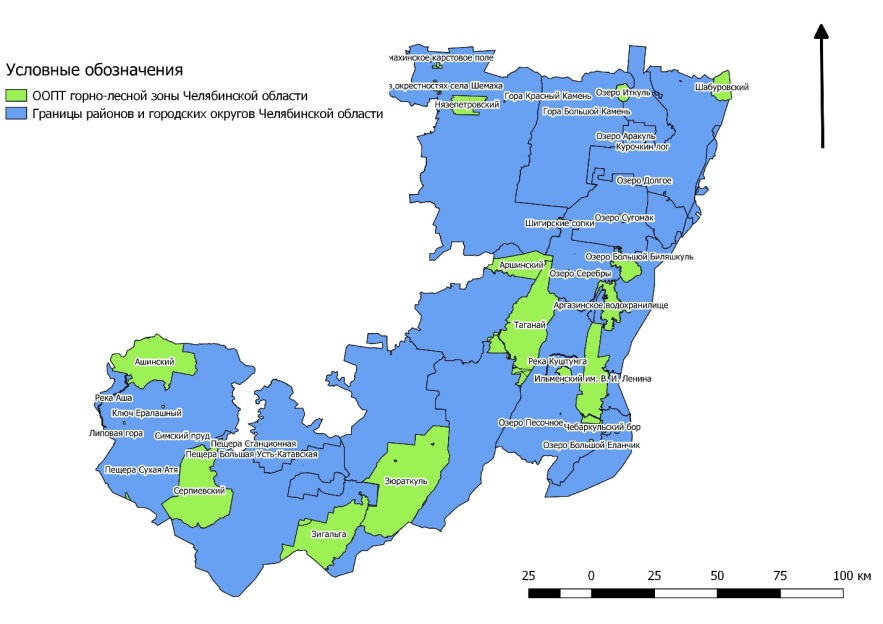 махинское карстовое поле
Условные обозначения
в окрестностях села Шемаха
Озеро Иткуль
Шабуровский
ООПТ горно-лесной зоны Челябинской области
Гора Красный Камень
Нязепетровский
Границы районов и городских округов Челябинской области
Гора Большой Камень
Озеро Аракуль
Курочкин лог
Озеро Долгое
Шигирские сопки
Озеро Сугомак
Озеро Большой Биляшкуль
Аршинский
Озеро Серебры
Аргазинское водохранилище
Таганай
Река Куштумга
Ашинский
Ильменский им. В. И. Ленина
Река Аша
Ключ Ералашный
Озеро Песочное
Чебаркульский бор
Липовая гора
Симский пруд
Пещера Станционная
Озеро Большой Еланчик
Пещера Большая Усть-Катавская
Пещера Сухая Атя
Зюраткуль
Серпиевский
Зигальга
25 0 25 50 75 100 км